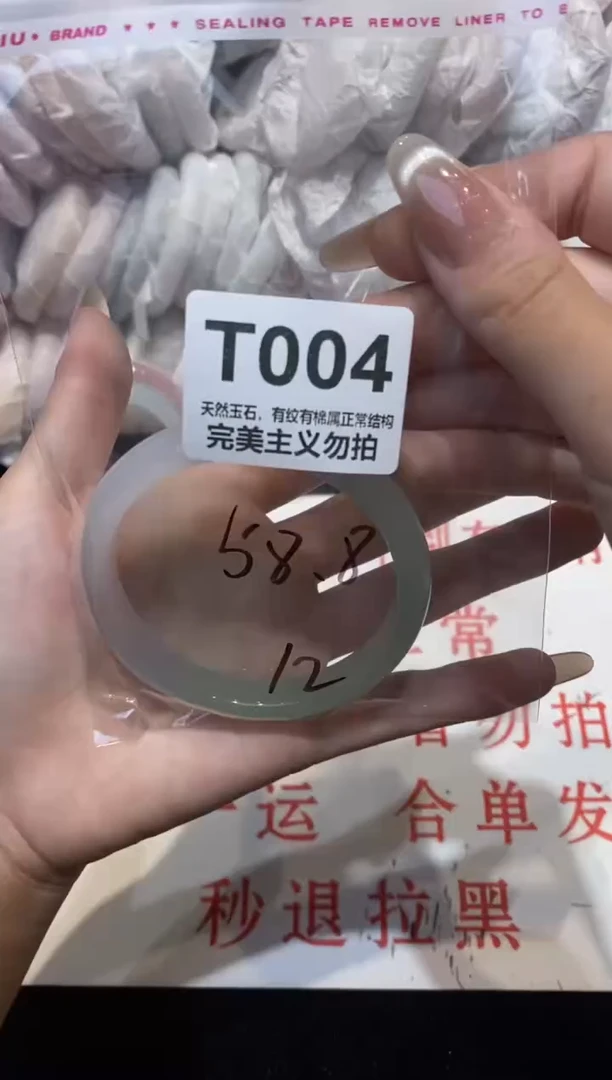 IU• BRAND * * * SEALING TAPE REMOVE LINER TO
T004
天然玉石，有纹有棉属正常结构
完美主义勿拍
58.8
12
常
勿拍
运 合单发
秒退拉黑